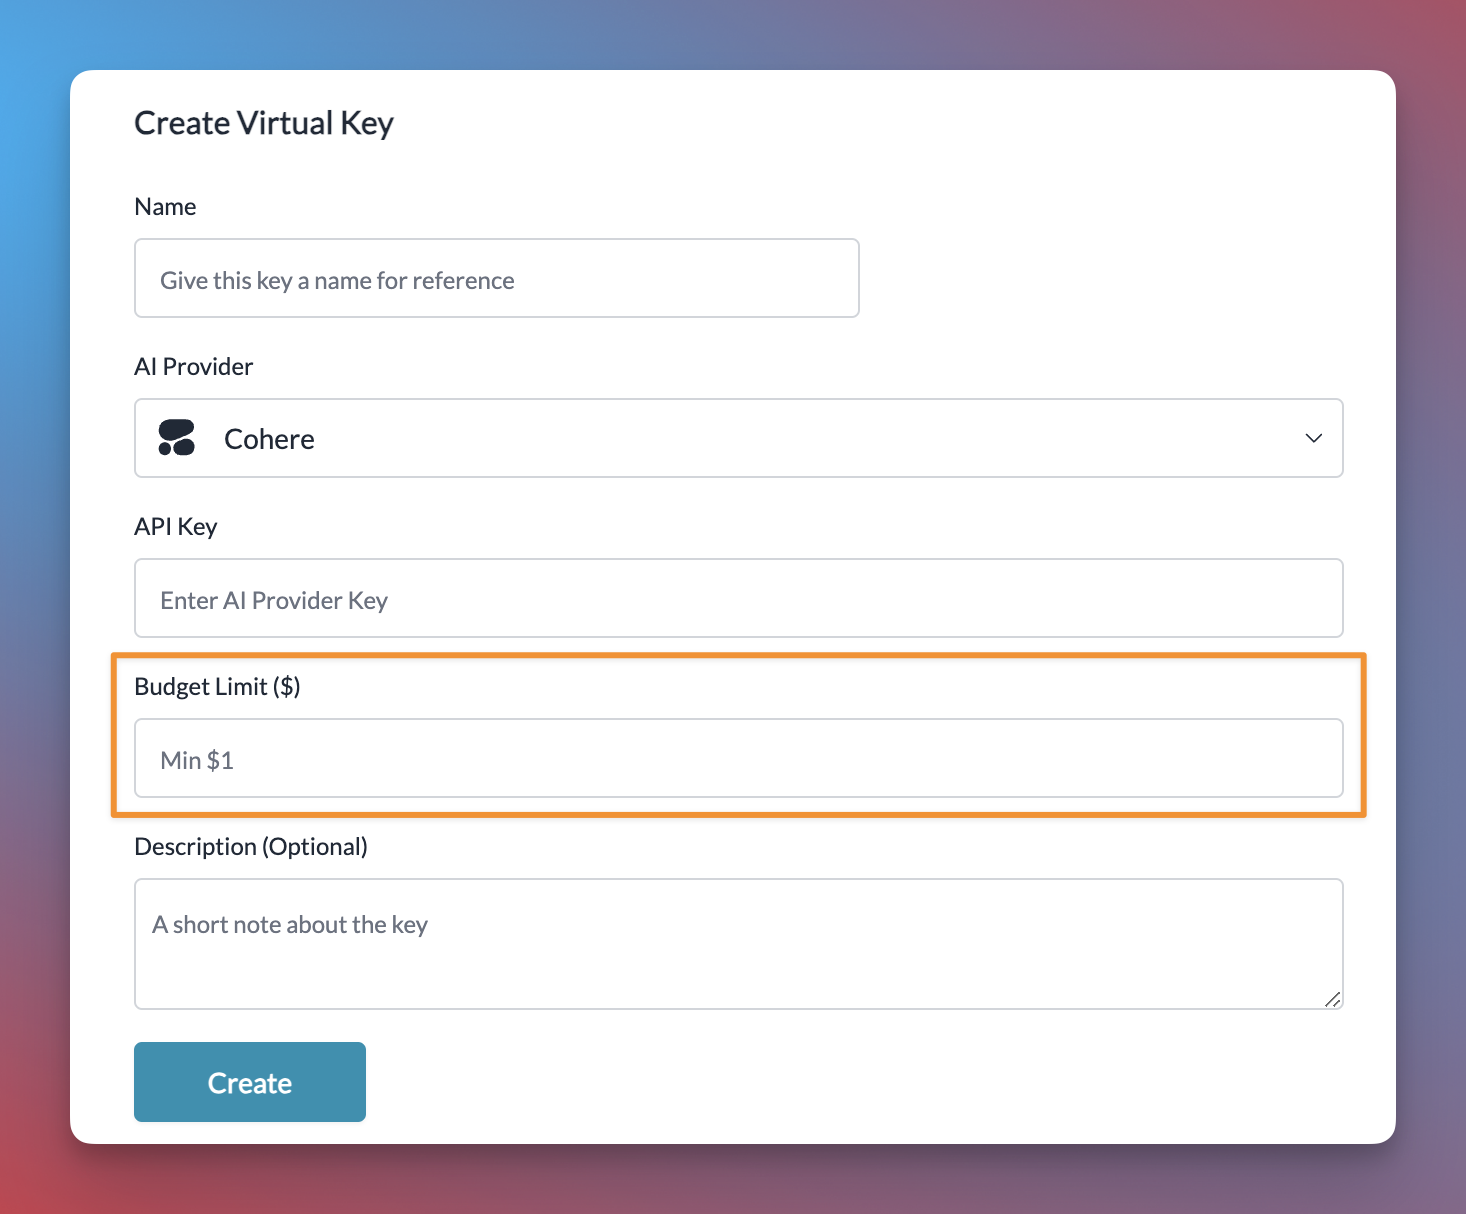 Create Virtual Key
Name
Give this key a name for reference
AI Provider
Cohere
API Key
Enter AI Provider Key
Budget Limit ($)
Min $1
Description (Optional)
A short note about the key
Create